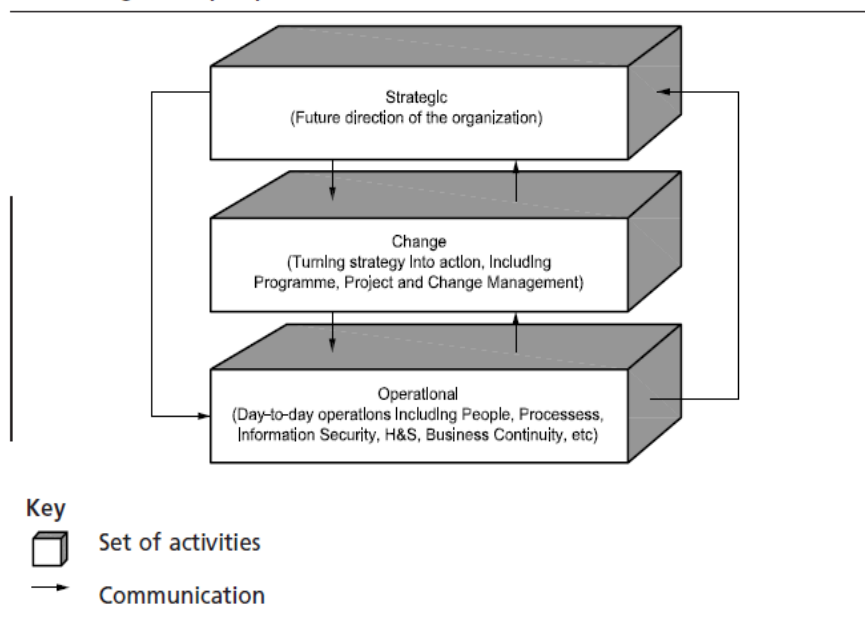 Strategic
(Future direction of the organization)
Change
(Turning strategy into action, including
Programme, Project and Change Management)
Operational
(Day-to-day operations including People, Processess,
Information Security, H&S, Business Continuity, etc)
Key
Set of activities
Communication